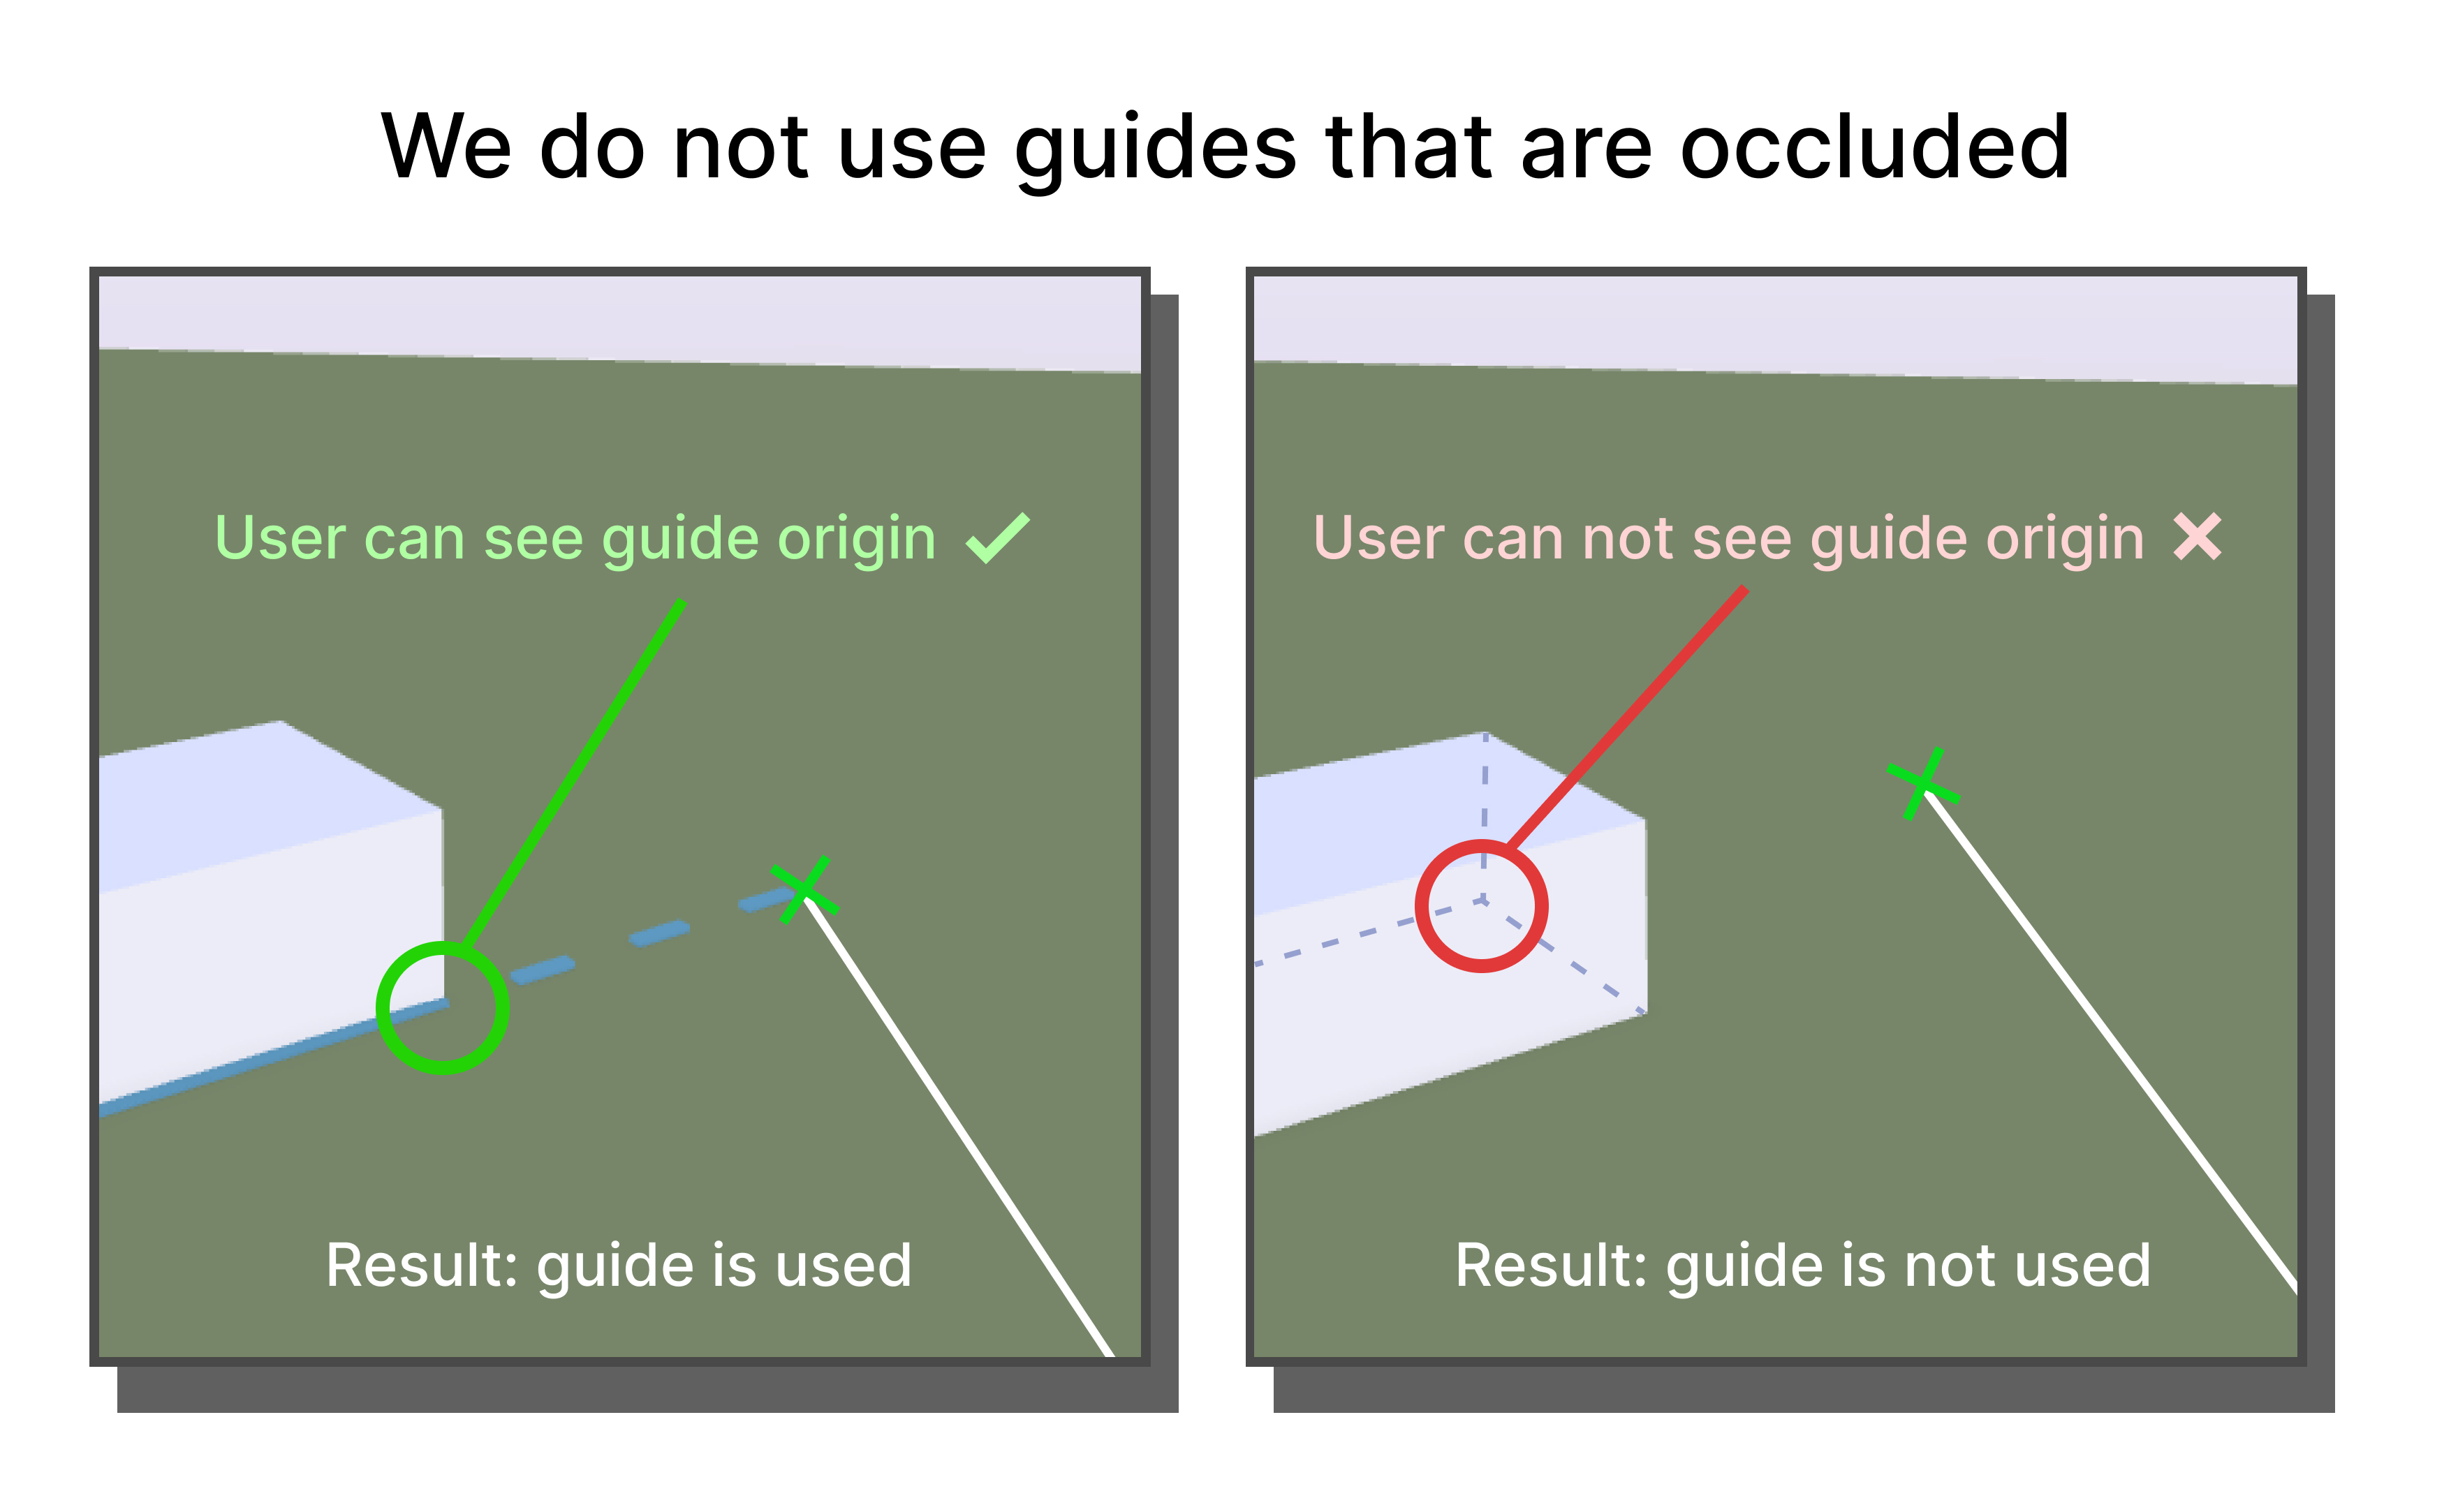 We do not use guides that are occluded
User can see guide origin
Result: guide is used
User can not see guide origin
Result: guide is not used